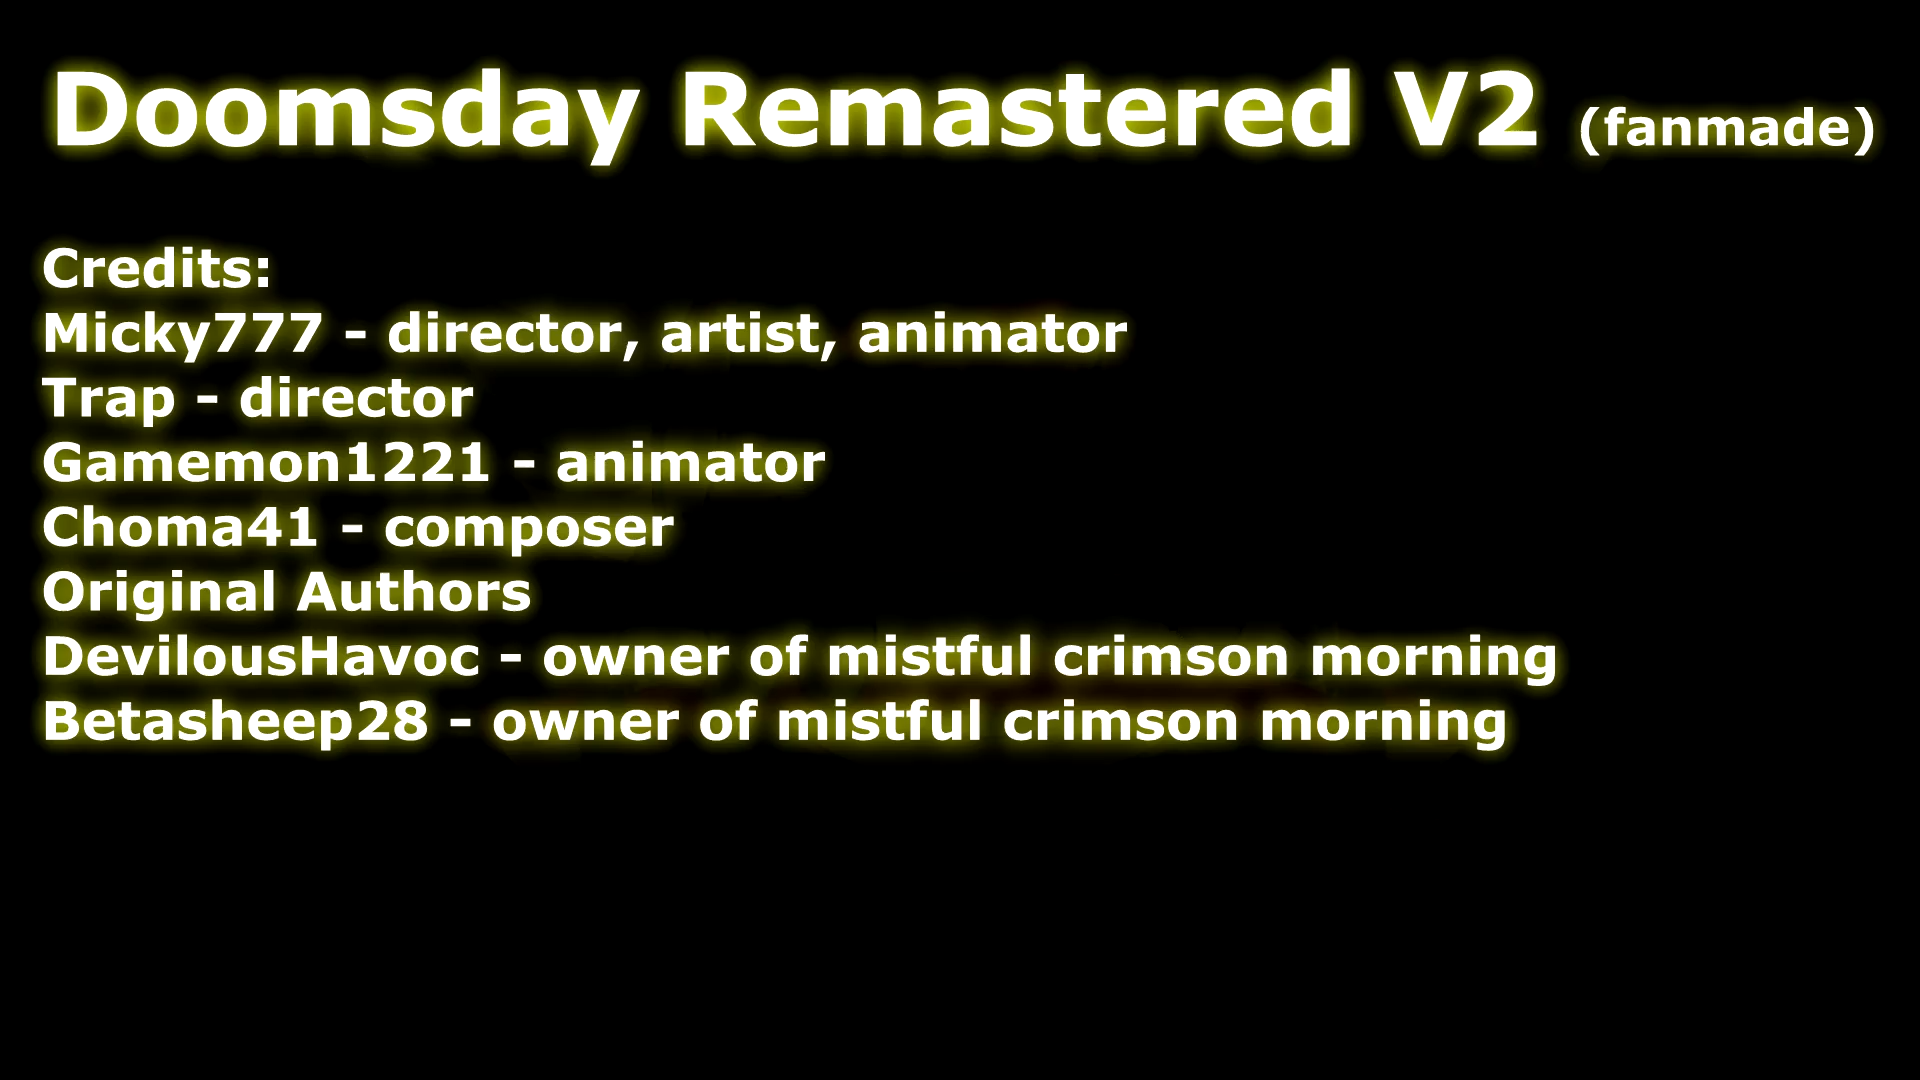 Doomsday Remastered V2 (fanmade)
Credits:
Micky777 - director, artist, animator
Trap - director
Gamemon1221 - animator
Choma41 - composer
Original Authors
DevilousHavoc - owner of mistful crimson morning
Betasheep28 - owner of mistful crimson morning